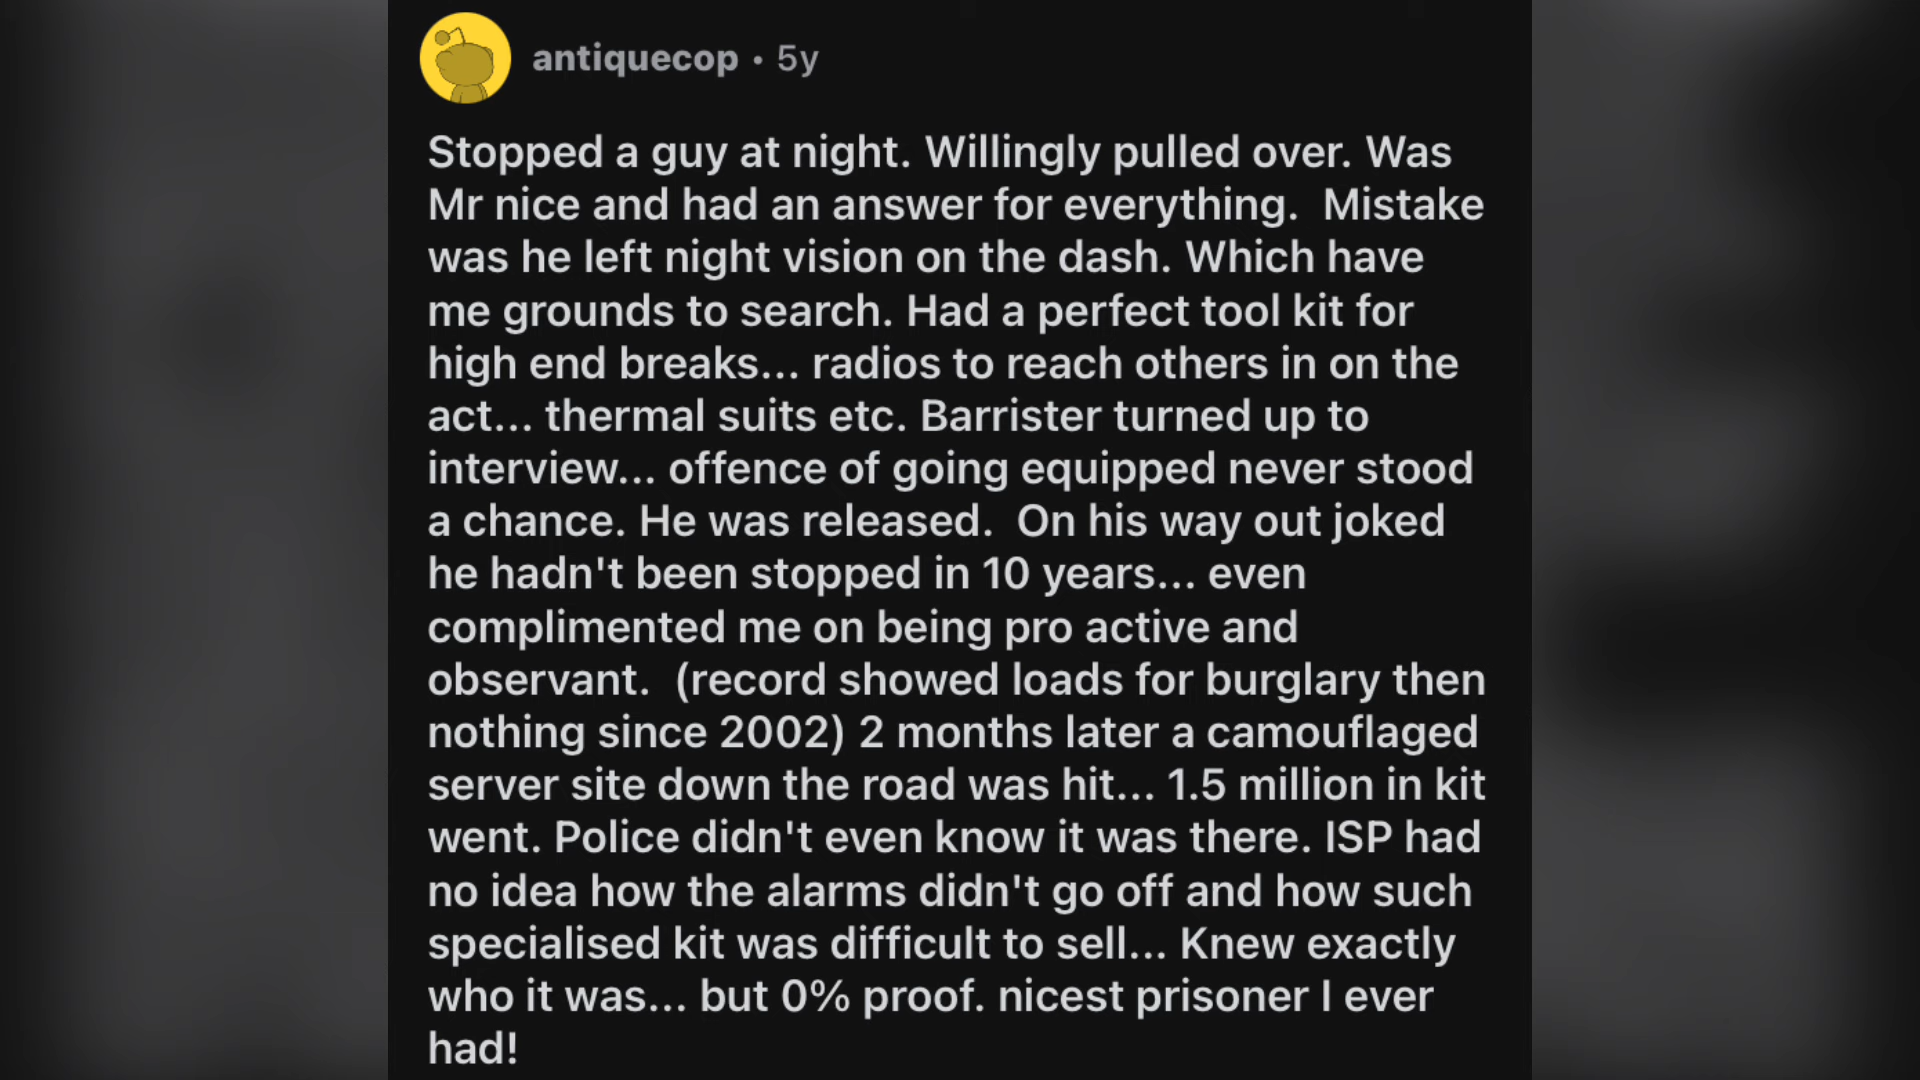 antiquecop • 5y
Stopped a guy at night. Willingly pulled over. Was
Mr nice and had an answer for everything.  Mistake
was he left night vision on the dash. Which have
me grounds to search. Had a perfect tool kit for
high end breaks... radios to reach others in on the
act... thermal suits etc. Barrister turned up to
interview... offence of going equipped never stood
a chance. He was released.  On his way out joked
he hadn't been stopped in 10 years... even
complimented me on being pro active and
observant.  (record showed loads for burglary then
nothing since 2002) 2 months later a camouflaged
server site down the road was hit... 1.5 million in kit
went. Police didn't even know it was there. ISP had
no idea how the alarms didn't go off and how such
specialised kit was difficult to sell... Knew exactly
who it was... but 0% proof. nicest prisoner I ever
had!